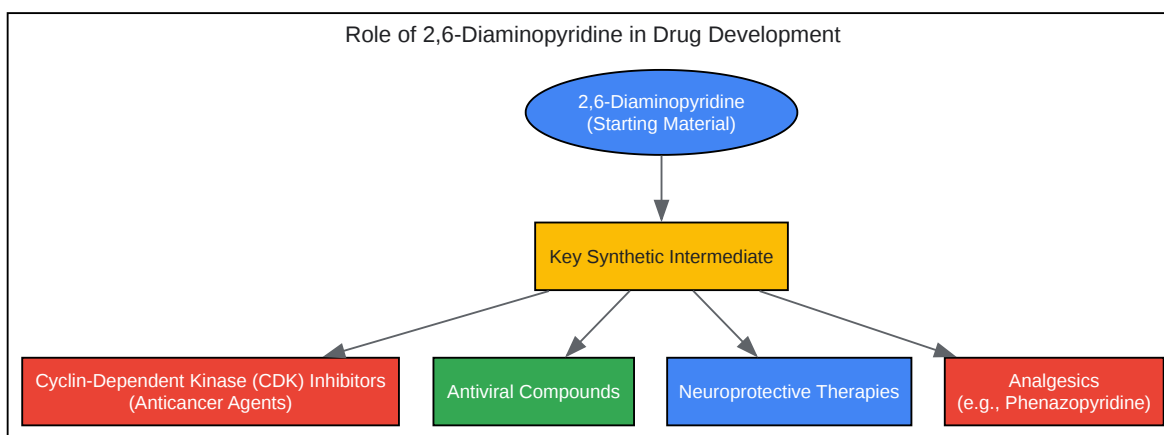 Role of 2,6-Diaminopyridine in Drug Development
2,6-Diaminopyridine
(Starting Material)
Key Synthetic Intermediate
Cyclin-Dependent Kinase (CDK) Inhibitors
(Anticancer Agents)
Antiviral Compounds
Neuroprotective Therapies
Analgesics
(e.g., Phenazopyridine)